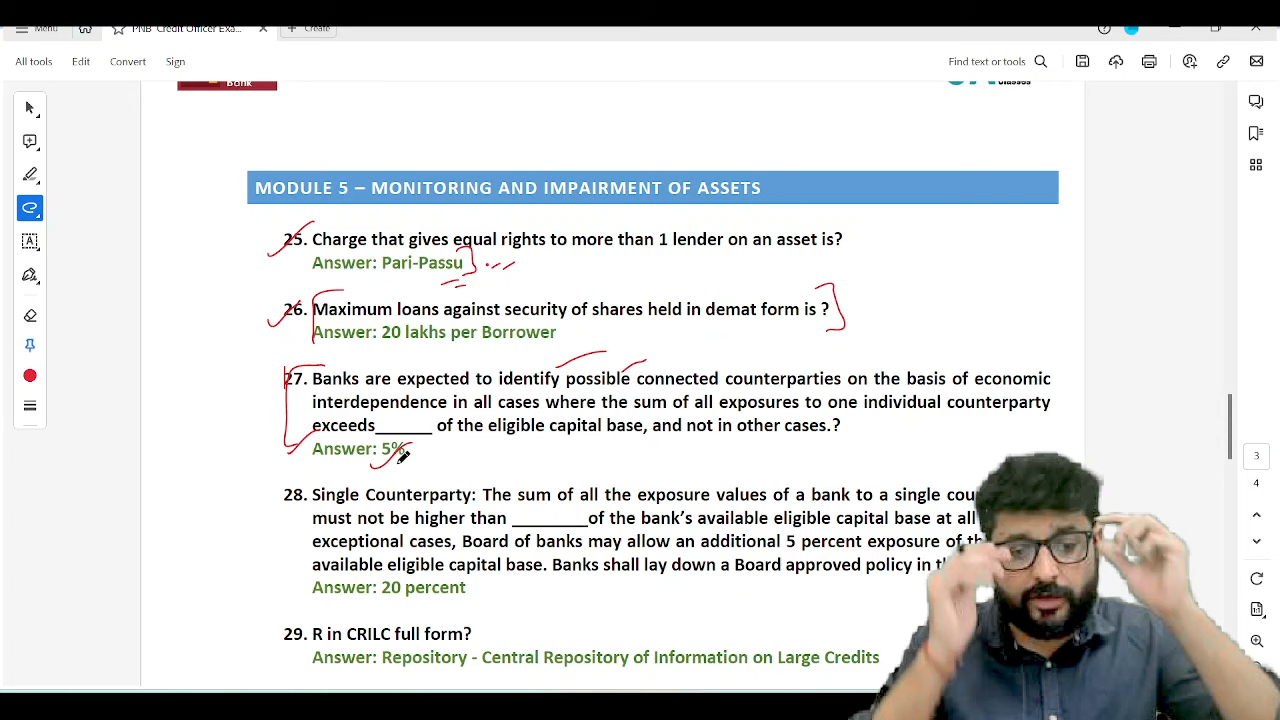 Menu
PNB Credit Officer Exa...
Create
All tools
Edit
Convert
Sign
Find text or tools
Bank
classes
MODULE 5 – MONITORING AND IMPAIRMENT OF ASSETS
25. Charge that gives equal rights to more than 1 lender on an asset is?
Answer: Pari-Passu
26. Maximum loans against security of shares held in demat form is ?
Answer: 20 lakhs per Borrower
27. Banks are expected to identify possible connected counterparties on the basis of economic
interdependence in all cases where the sum of all exposures to one individual counterparty
exceeds______ of the eligible capital base, and not in other cases.?
Answer: 5%
28. Single Counterparty: The sum of all the exposure values of a bank to a single
must not be higher than ________of the bank's available eligible capital base at all
exceptional cases, Board of banks may allow an additional 5 percent exposure of
available eligible capital base. Banks shall lay down a Board approved policy in
Answer: 20 percent
29. R in CRILC full form?
Answer: Repository - Central Repository of Information on Large Credits
3
4